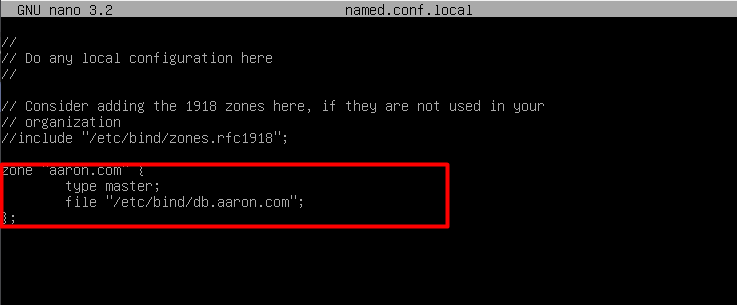 GNU nano 3.2 named.conf.local
//
// Do any local configuration here
//
// Consider adding the 1918 zones here, if they are not used in your
// organization
//include "/etc/bind/zones.rfc1918";
zone "aaron.com" {
type master;
file "/etc/bind/db.aaron.com";
};